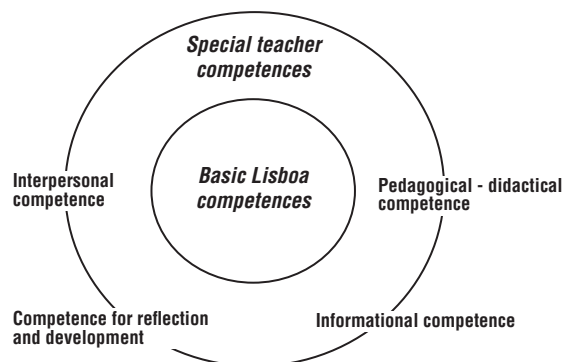 Special teacher
competences
Basic Lisboa
competences
Interpersonal
competence
Pedagogical - didactical
competence
Competence for reflection
and development
Informational competence